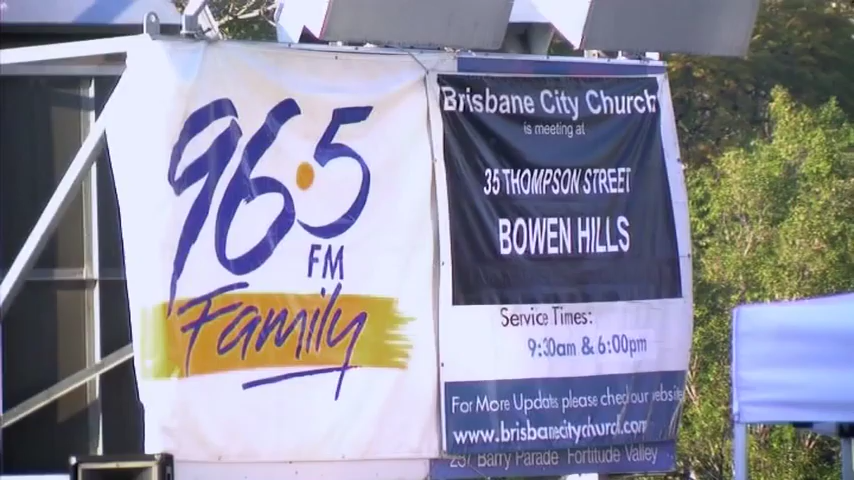 96.5
FM
Family
Brisbane City Church
is meeting at
35 THOMPSON STREET
BOWEN HILLS
Service Times:
9:30am & 6:00pm
For More Updates please check our website
www.brisbanecitychurch.com
237 Barry Parade Fortitude Valley